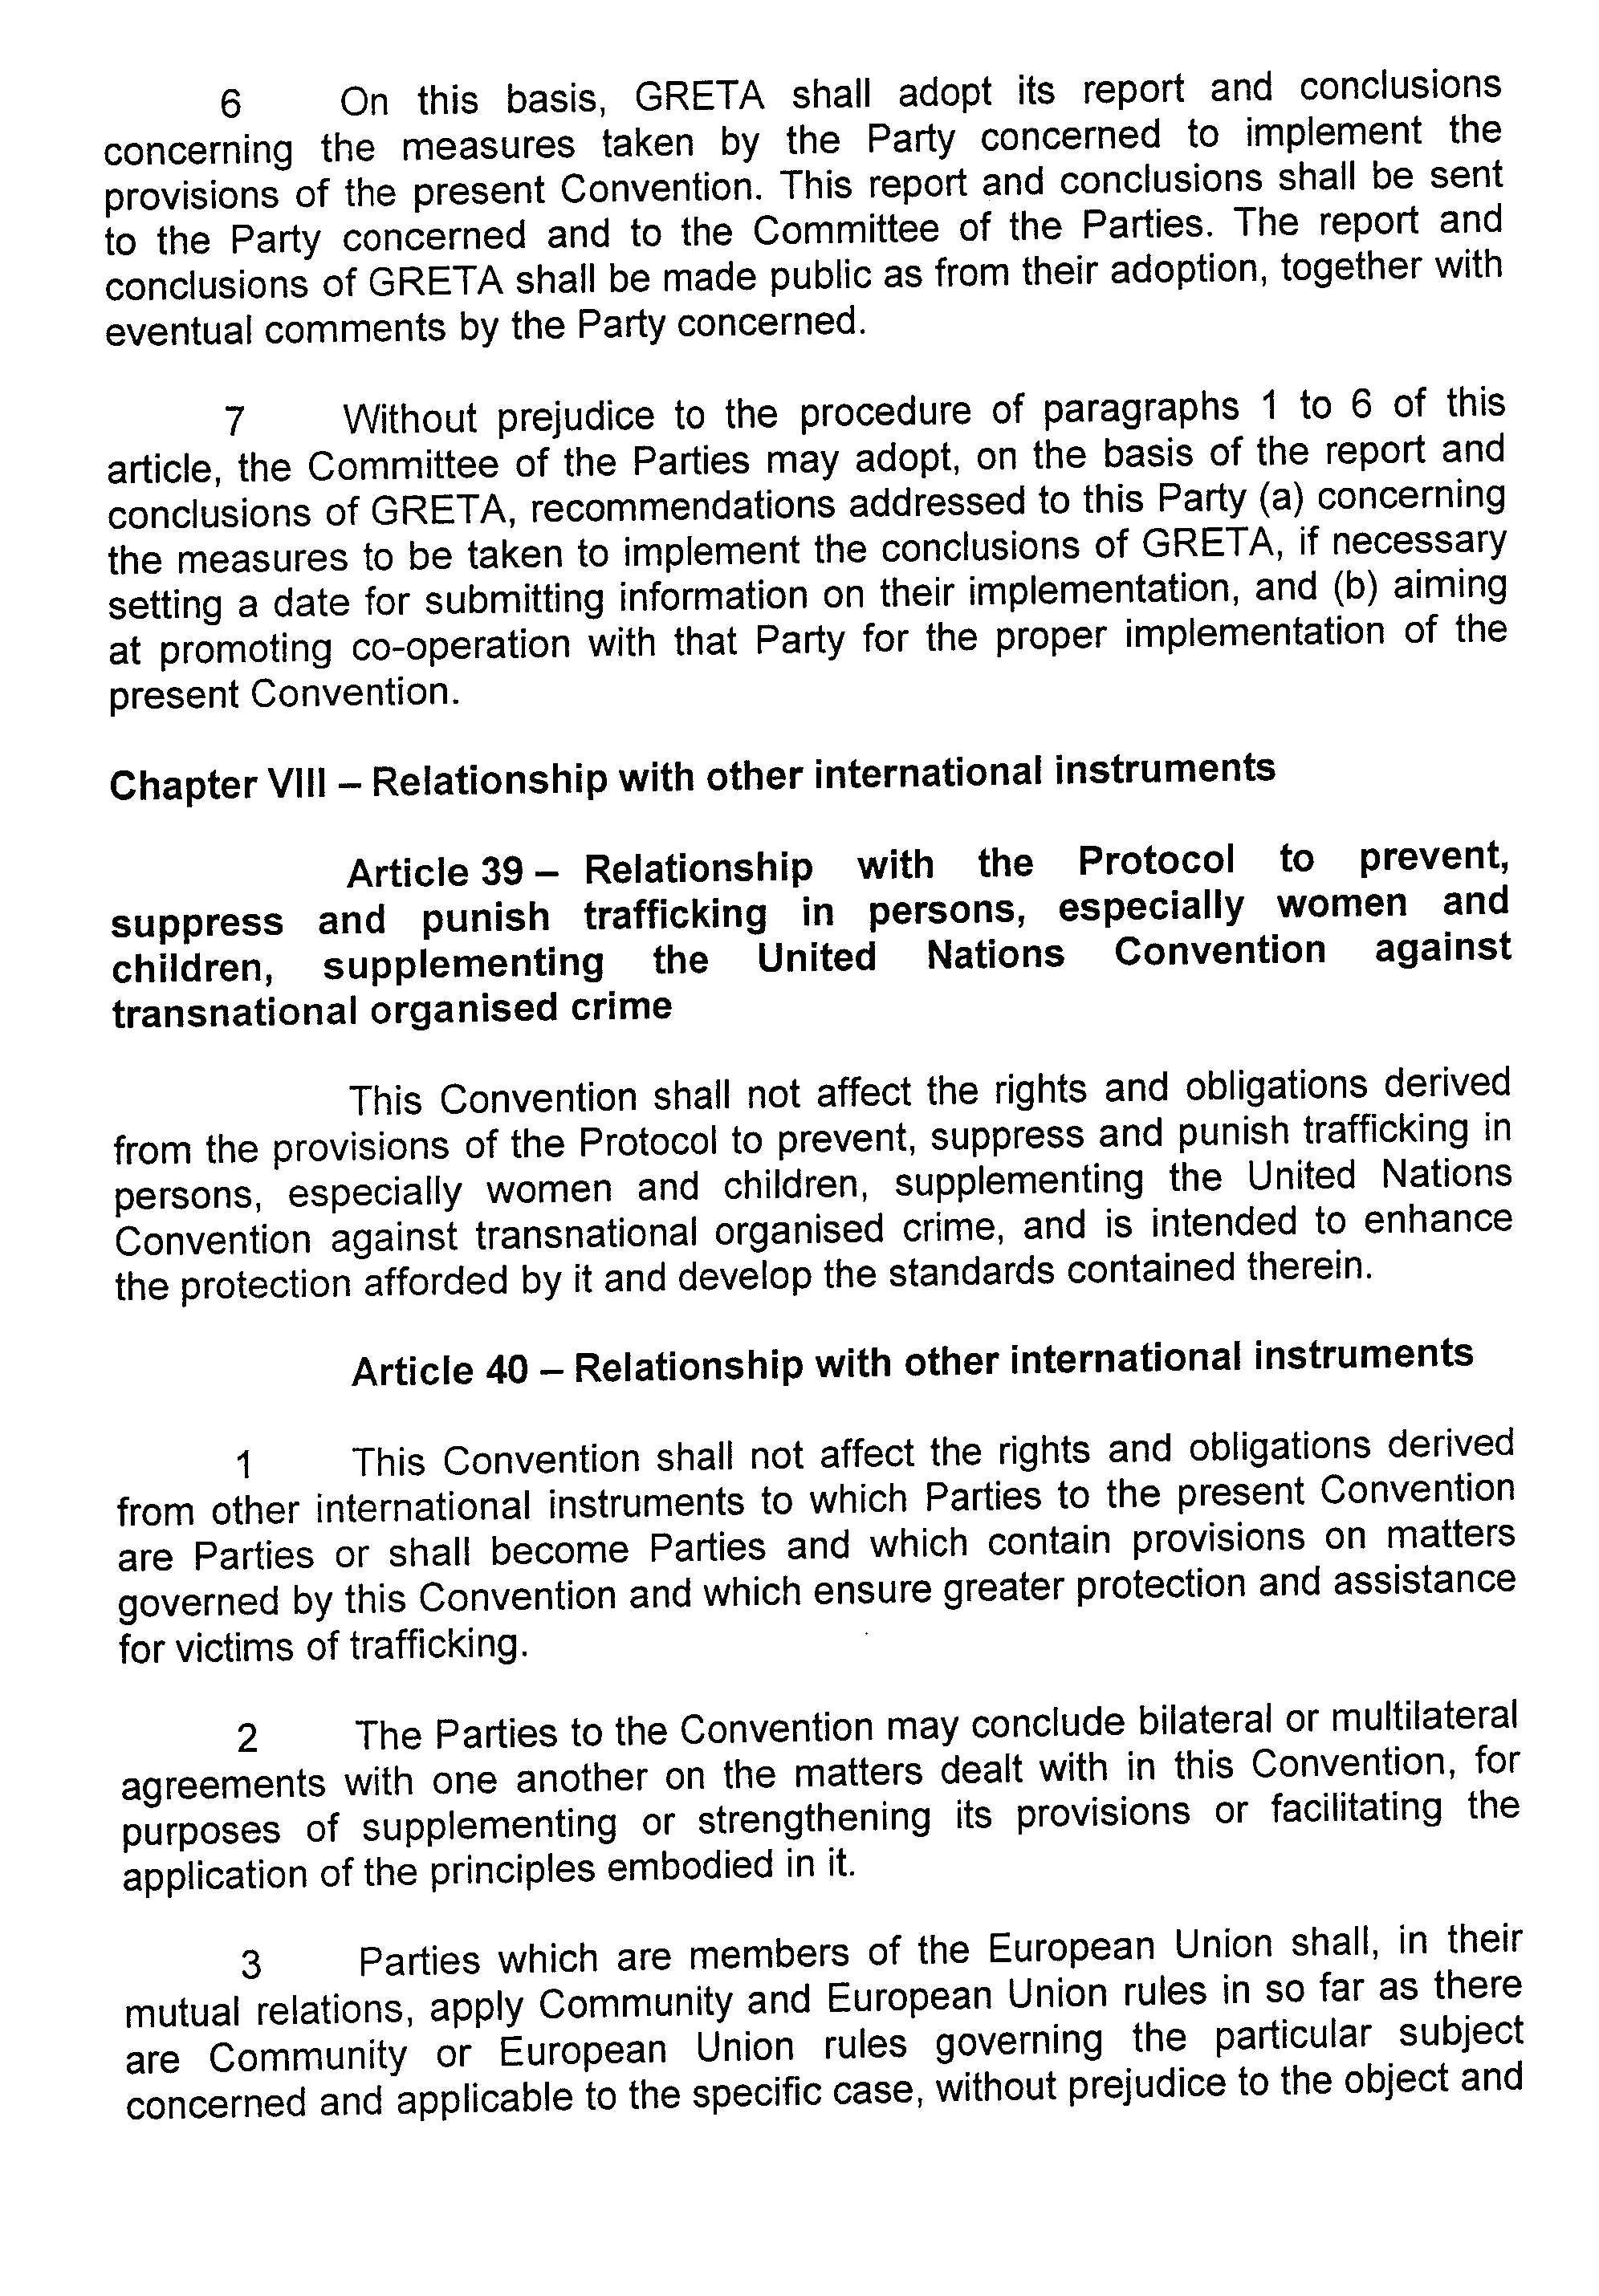 6 On this basis, GRETA shall adopt its report and conclusions
concerning the measures taken by the Party concerned to implement the
provisions of the present Convention. This report and conclusions shall be sent
to the Party concerned and to the Committee of the Parties. The report and
conclusions of GRETA shall be made public as from their adoption, together with
eventual comments by the Party concerned.
7 Without prejudice to the procedure of paragraphs 1 to 6 of this
article, the Committee of the Parties may adopt, on the basis of the report and
conclusions of GRETA, recommendations addressed to this Party (a) concerning
the measures to be taken to implement the conclusions of GRETA, if necessary
setting a date for submitting information on their implementation, and (b) aiming
at promoting co-operation with that Party for the proper implementation of the
present Convention.
Chapter VIII – Relationship with other international instruments
Article 39 – Relationship with the Protocol to prevent,
suppress and punish trafficking in persons, especially women and
children, supplementing the United Nations Convention against
transnational organised crime
This Convention shall not affect the rights and obligations derived
from the provisions of the Protocol to prevent, suppress and punish trafficking in
persons, especially women and children, supplementing the United Nations
Convention against transnational organised crime, and is intended to enhance
the protection afforded by it and develop the standards contained therein.
Article 40 – Relationship with other international instruments
1 This Convention shall not affect the rights and obligations derived
from other international instruments to which Parties to the present Convention
are Parties or shall become Parties and which contain provisions on matters
governed by this Convention and which ensure greater protection and assistance
for victims of trafficking.
2 The Parties to the Convention may conclude bilateral or multilateral
agreements with one another on the matters dealt with in this Convention, for
purposes of supplementing or strengthening its provisions or facilitating the
application of the principles embodied in it.
3 Parties which are members of the European Union shall, in their
mutual relations, apply Community and European Union rules in so far as there
are Community or European Union rules governing the particular subject
concerned and applicable to the specific case, without prejudice to the object and